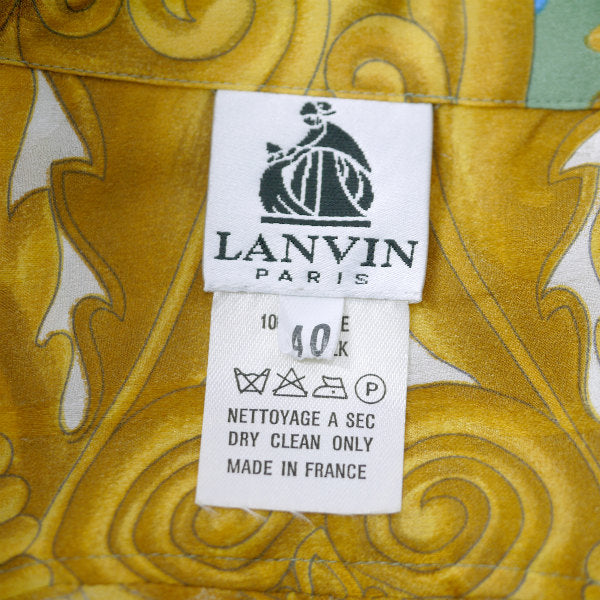 LANVIN
PARIS
40
NETTOYAGE A SEC
DRY CLEAN ONLY
MADE IN FRANCE
P